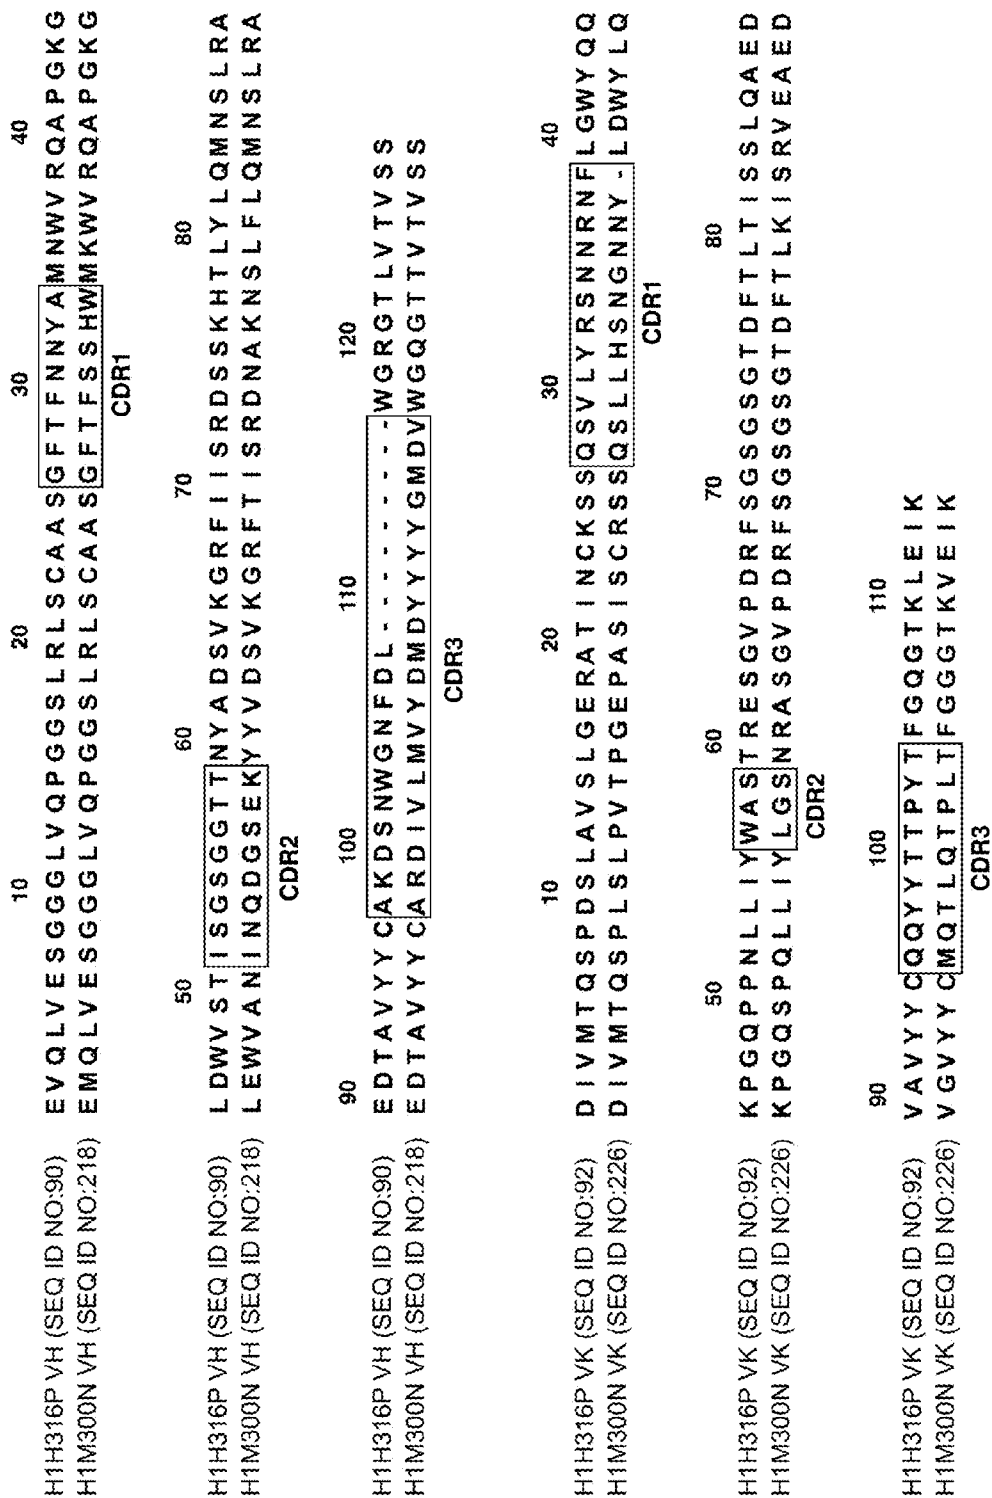 10 20 30 40
H1H316P VH (SEQ ID NO:90) EVQLVESGGGLVQPGGSLRLSCAASGFTFNNYAMNWVRQAPGKG
H1M300N VH (SEQ ID NO:218) EMQLVESGGGLVQPGGSLRLSCAASGFTFSSHWMKWVRQAPGKG
CDR1
50 60 70 80
H1H316P VH (SEQ ID NO:90) LDWVSTISGSGGTTNYADSVKGRFIISRDSSKHTLYLQMNSLRA
H1M300N VH (SEQ ID NO:218) LEWVANINQDGSEKYYVDSVKGRFTISRDNAKNSLFLQMNSLRA
CDR2
90 100 110 120
H1H316P VH (SEQ ID NO:90) EDTAVYYCAKDSNWGNFDL-------WGRGTLVTVSS
H1M300N VH (SEQ ID NO:218) EDTAVYYCARDIVLMVYDMDYYYYGMDVWGQGTTVTVSS
CDR3
10 20 30 40
H1H316P VK (SEQ ID NO:92) DIVMTQSPDSLAVSLGERATINCKSSQSVLYRSNNRNFLGWYQQ
H1M300N VK (SEQ ID NO:226) DIVMTQSPLSLPVTPGEPASISCRSSQSLLHSNGNNY-LDWYLQ
CDR1
50 60 70 80
H1H316P VK (SEQ ID NO:92) KPGQPPNLLIYWASTRESGVPDRFSGSGSGTDFTLTISSLQAED
H1M300N VK (SEQ ID NO:226) KPGQSPQLLIYLGSNRASGVPDRFSGSGSGTDFTLKISRVEAED
CDR2
90 100 110
H1H316P VK (SEQ ID NO:92) VAVYYCQQYYTTPYTFGQGTKLEIK
H1M300N VK (SEQ ID NO:226) VGVYYCMQTLQTPLTFGGGTKVEIK
CDR3